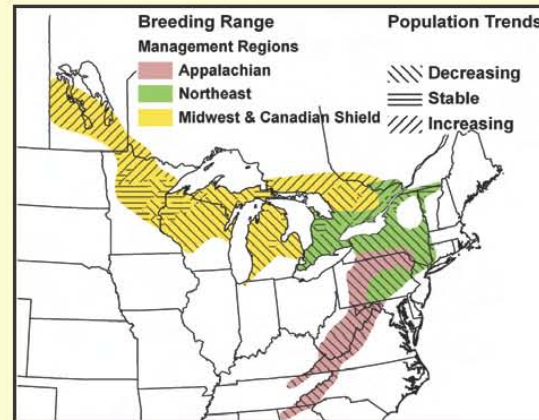 Breeding Range
Management Regions
Appalachian
Northeast
Midwest & Canadian Shield
Population Trends
Decreasing
Stable
Increasing